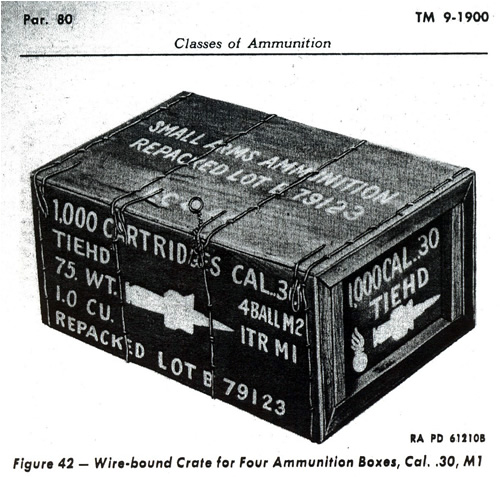 Par. 80
TM 9-1900
Classes of Ammunition
SMALL ARMS AMMUNITION
REPACKED LOT B 79123
1,000 CARTRIDGES CAL..30
TIEHD
75 WT.
1.0 CU.
4 BALL M2
1TR M1
REPACKED LOT B 79123
1,000 CAL..30
TIEHD
RA PD 61210B
Figure 42 — Wire-bound Crate for Four Ammunition Boxes, Cal. .30, M1